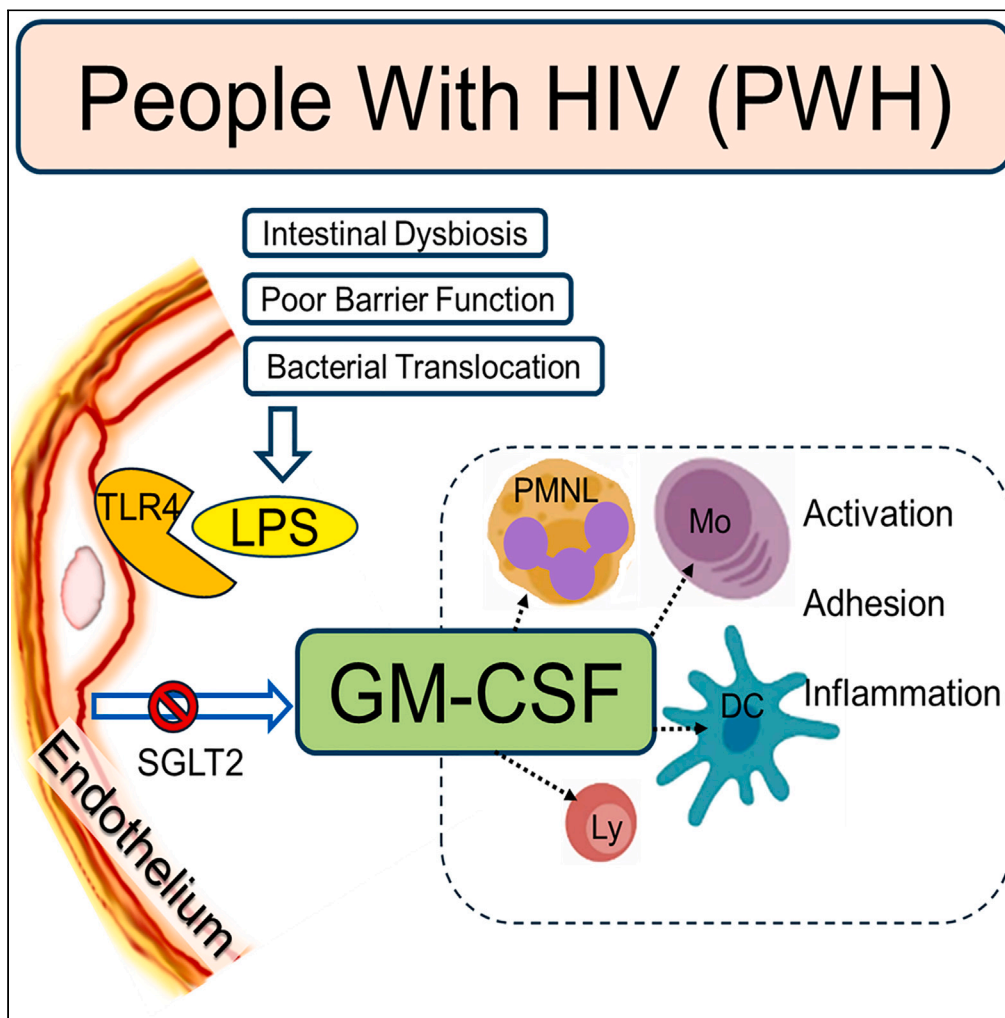 People With HIV (PWH)
Intestinal Dysbiosis
Poor Barrier Function
Bacterial Translocation
TLR4
LPS
PMNL
Mo
Activation
Adhesion
GM-CSF
DC
Inflammation
SGLT2
Ly
Endothelium